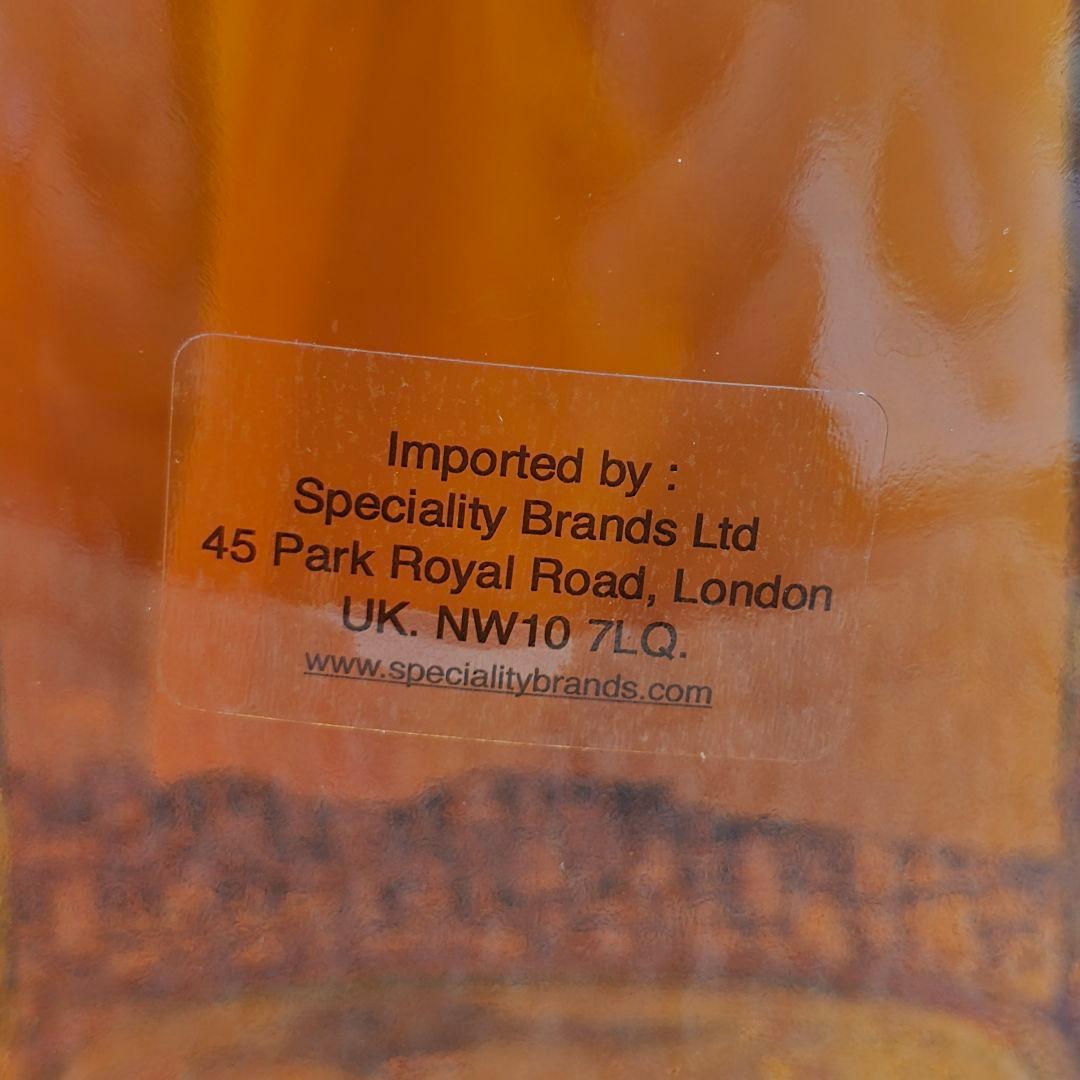 Imported by :
Speciality Brands Ltd
45 Park Royal Road, London
UK. NW10 7LQ.
www.specialitybrands.com